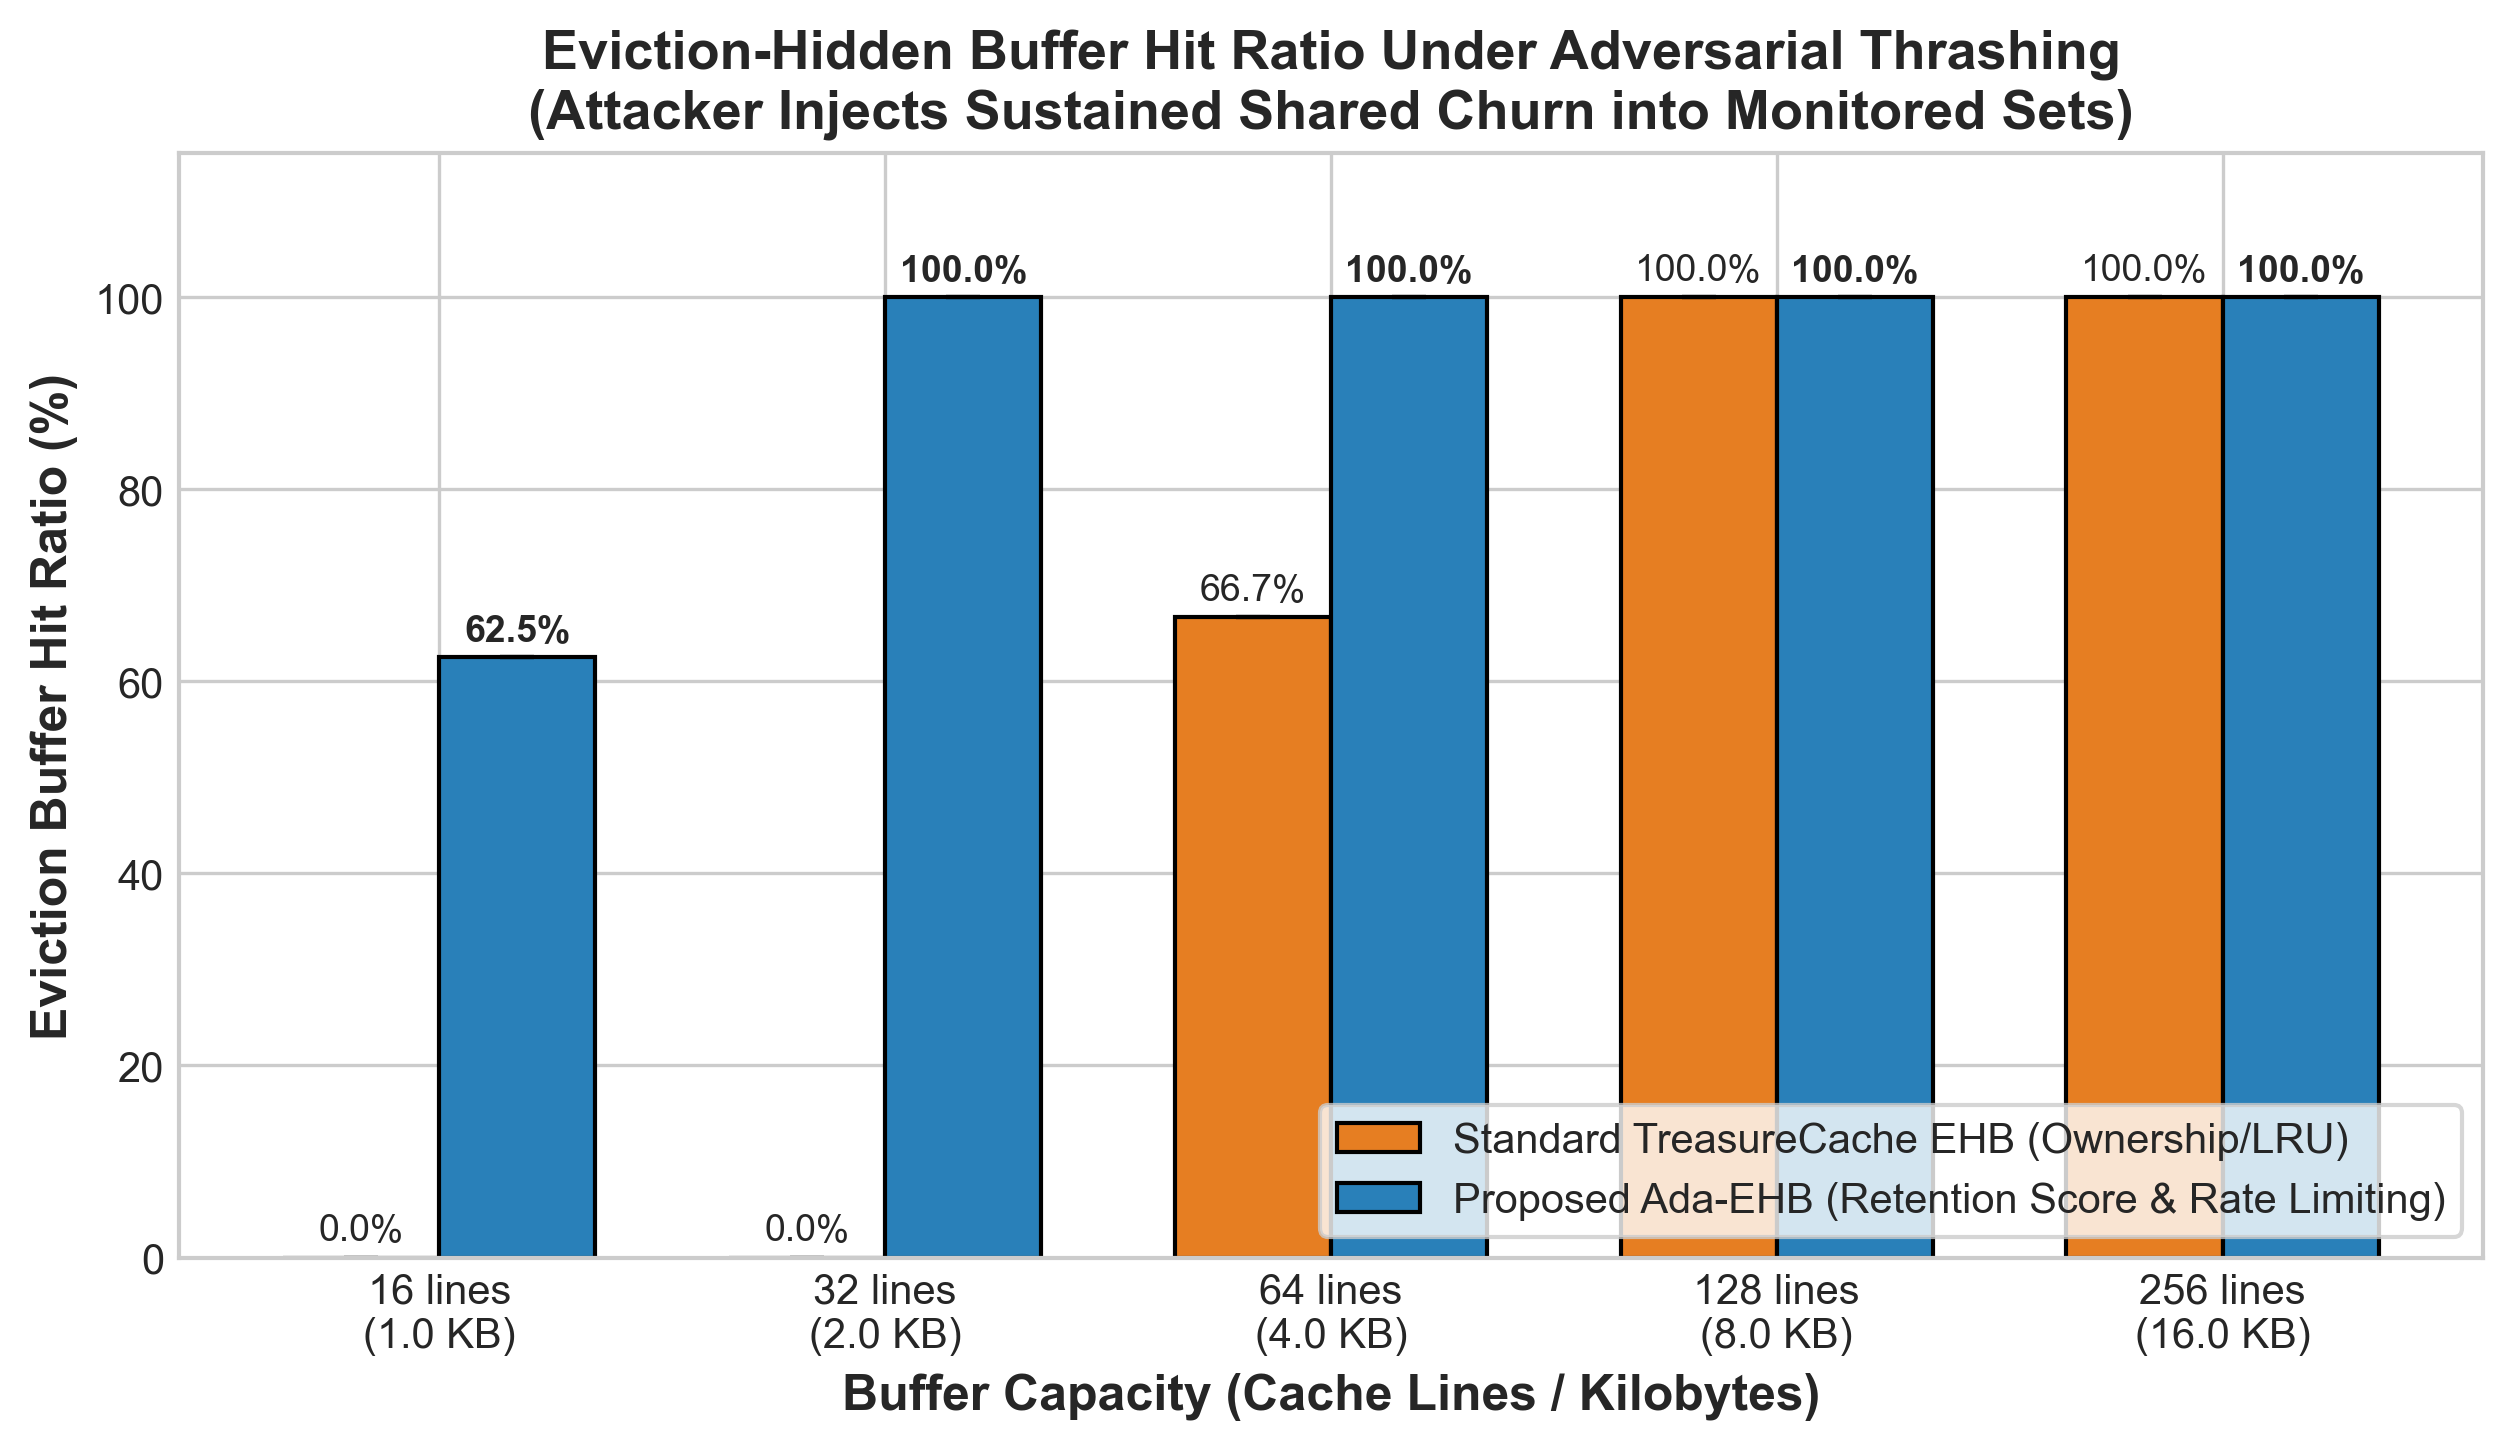 Eviction-Hidden Buffer Hit Ratio Under Adversarial Thrashing
(Attacker Injects Sustained Shared Churn into Monitored Sets)
Eviction Buffer Hit Ratio (%)
100
80
60
40
20
0
0.0%
62.5%
0.0%
100.0%
66.7%
100.0%
100.0%
100.0%
100.0%
100.0%
Standard TreasureCache EHB (Ownership/LRU)
Proposed Ada-EHB (Retention Score & Rate Limiting)
16 lines
(1.0 KB)
32 lines
(2.0 KB)
64 lines
(4.0 KB)
128 lines
(8.0 KB)
256 lines
(16.0 KB)
Buffer Capacity (Cache Lines / Kilobytes)